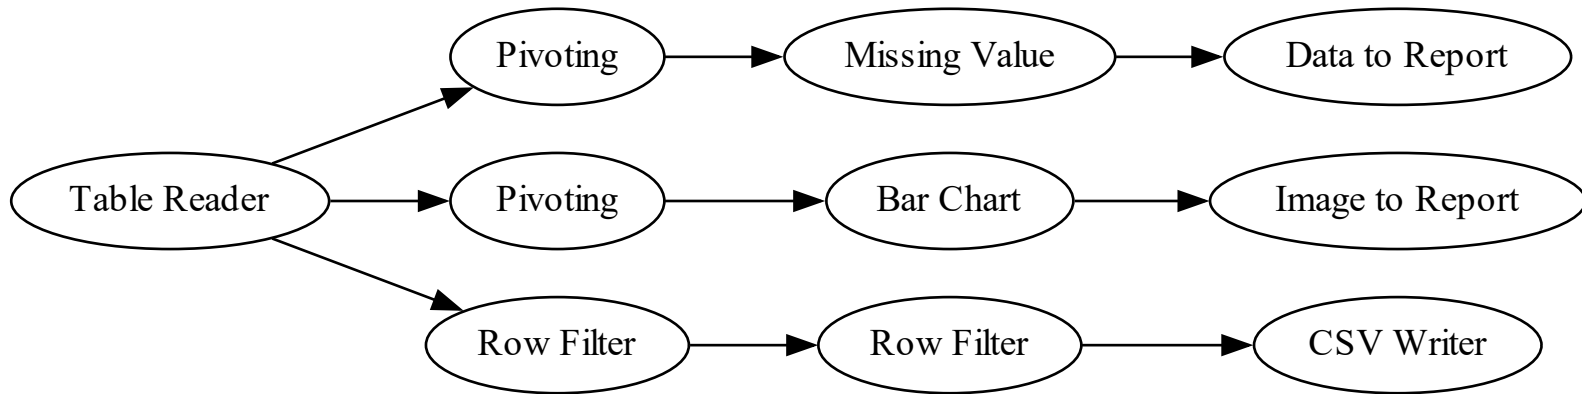 Pivoting
Missing Value
Data to Report
Table Reader
Pivoting
Bar Chart
Image to Report
Row Filter
Row Filter
CSV Writer